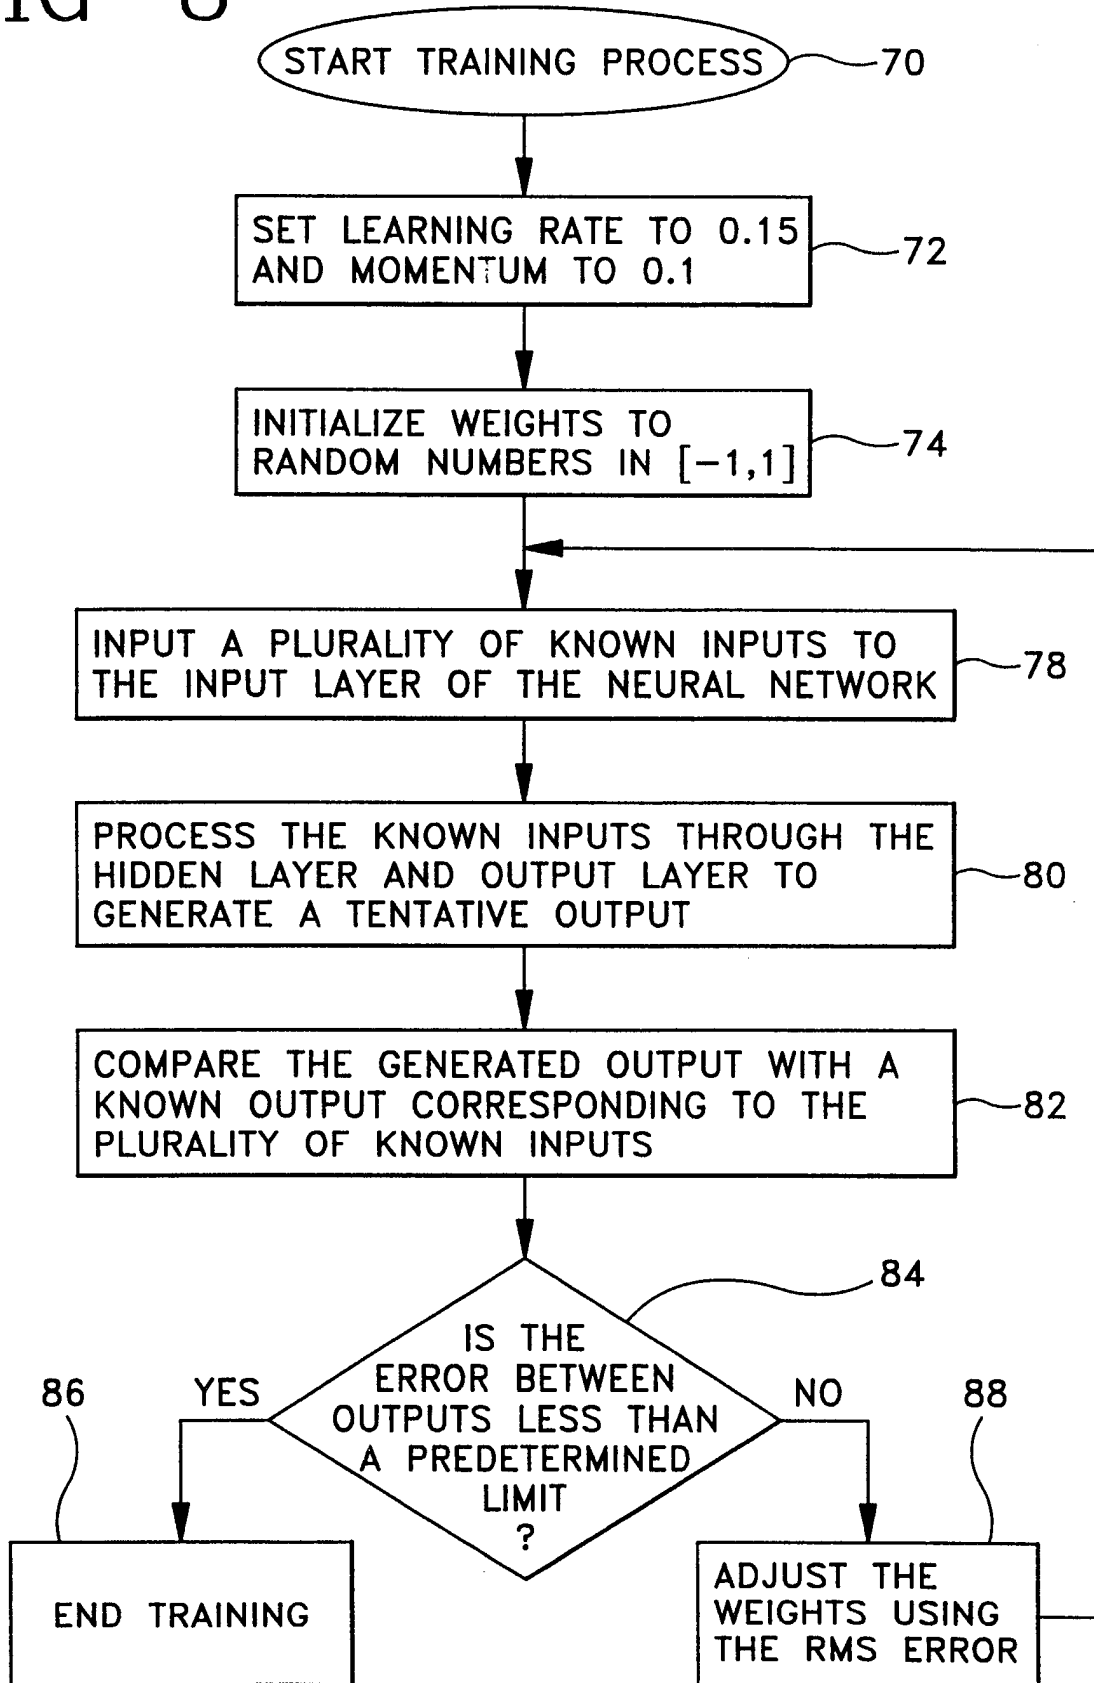 START TRAINING PROCESS
70
SET LEARNING RATE TO 0.15
AND MOMENTUM TO 0.1
72
INITIALIZE WEIGHTS TO
RANDOM NUMBERS IN [-1,1]
74
INPUT A PLURALITY OF KNOWN INPUTS TO
THE INPUT LAYER OF THE NEURAL NETWORK
78
PROCESS THE KNOWN INPUTS THROUGH THE
HIDDEN LAYER AND OUTPUT LAYER TO
GENERATE A TENTATIVE OUTPUT
80
COMPARE THE GENERATED OUTPUT WITH A
KNOWN OUTPUT CORRESPONDING TO THE
PLURALITY OF KNOWN INPUTS
82
84
IS THE
ERROR BETWEEN
OUTPUTS LESS THAN
A PREDETERMINED
LIMIT
?
YES
NO
86
END TRAINING
88
ADJUST THE
WEIGHTS USING
THE RMS ERROR